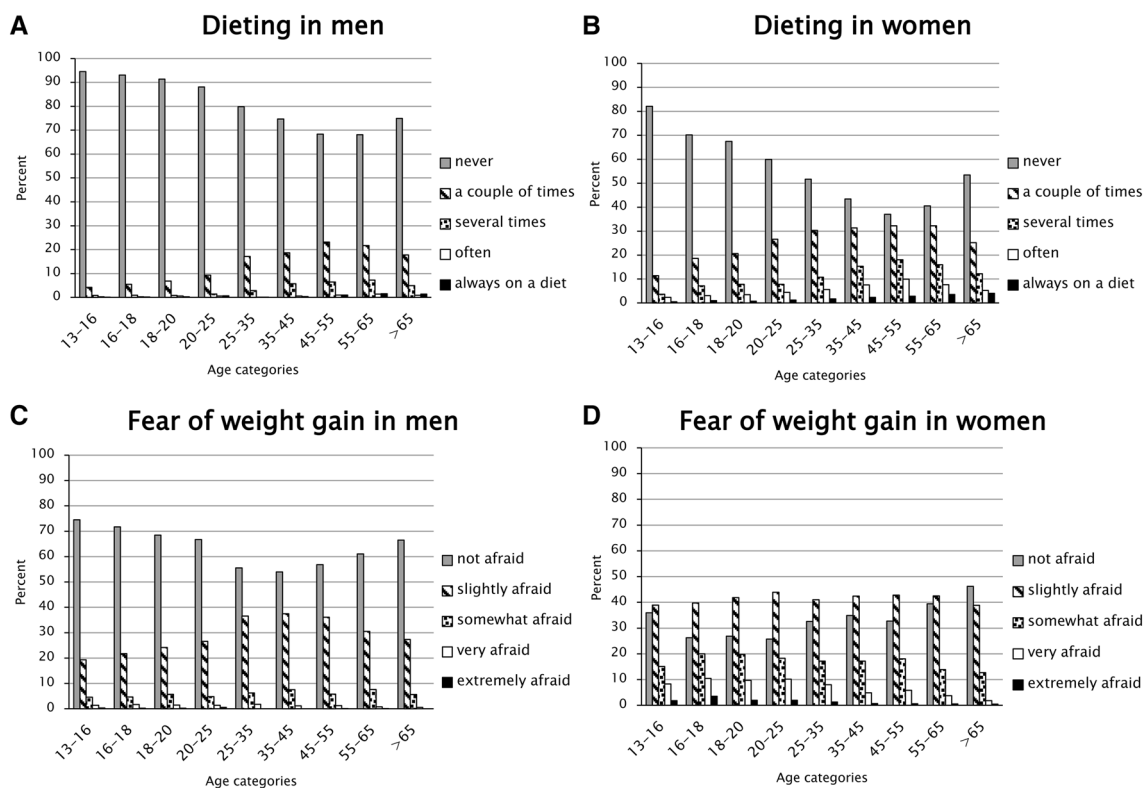 A
Dieting in men
100
90
80
70
60
50
40
30
20
10
0
Percent
13–16
16–18
18–20
20–25
25–35
35–45
45–55
55–65
>65
Age categories
never
a couple of times
several times
often
always on a diet
B
Dieting in women
100
90
80
70
60
50
40
30
20
10
0
Percent
13–16
16–18
18–20
20–25
25–35
35–45
45–55
55–65
>65
Age categories
never
a couple of times
several times
often
always on a diet
C
Fear of weight gain in men
100
90
80
70
60
50
40
30
20
10
0
Percent
13–16
16–18
18–20
20–25
25–35
35–45
45–55
55–65
>65
Age categories
not afraid
slightly afraid
somewhat afraid
very afraid
extremely afraid
D
Fear of weight gain in women
100
90
80
70
60
50
40
30
20
10
0
Percent
13–16
16–18
18–20
20–25
25–35
35–45
45–55
55–65
>65
Age categories
not afraid
slightly afraid
somewhat afraid
very afraid
extremely afraid